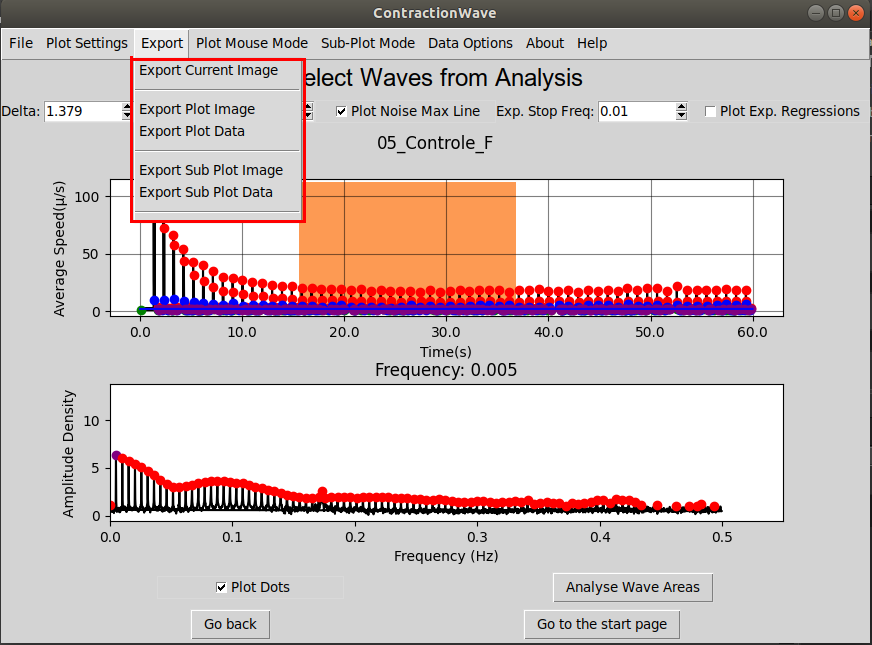 ContractionWave
File Plot Settings Export Plot Mouse Mode Sub-Plot Mode Data Options About Help
Export Current Image
Export Plot Image
Export Plot Data
Export Sub Plot Image
Export Sub Plot Data
elect Waves from Analysis
Delta: 1.379 Plot Noise Max Line Exp. Stop Freq: 0.01 Plot Exp. Regressions
05_Controle_F
Average Speed(µ/s)
100
50
0
0.0 10.0 20.0 30.0 40.0 50.0 60.0
Time(s)
Frequency: 0.005
Amplitude Density
10
5
0
0.0 0.1 0.2 0.3 0.4 0.5
Frequency (Hz)
Plot Dots Analyse Wave Areas
Go back Go to the start page